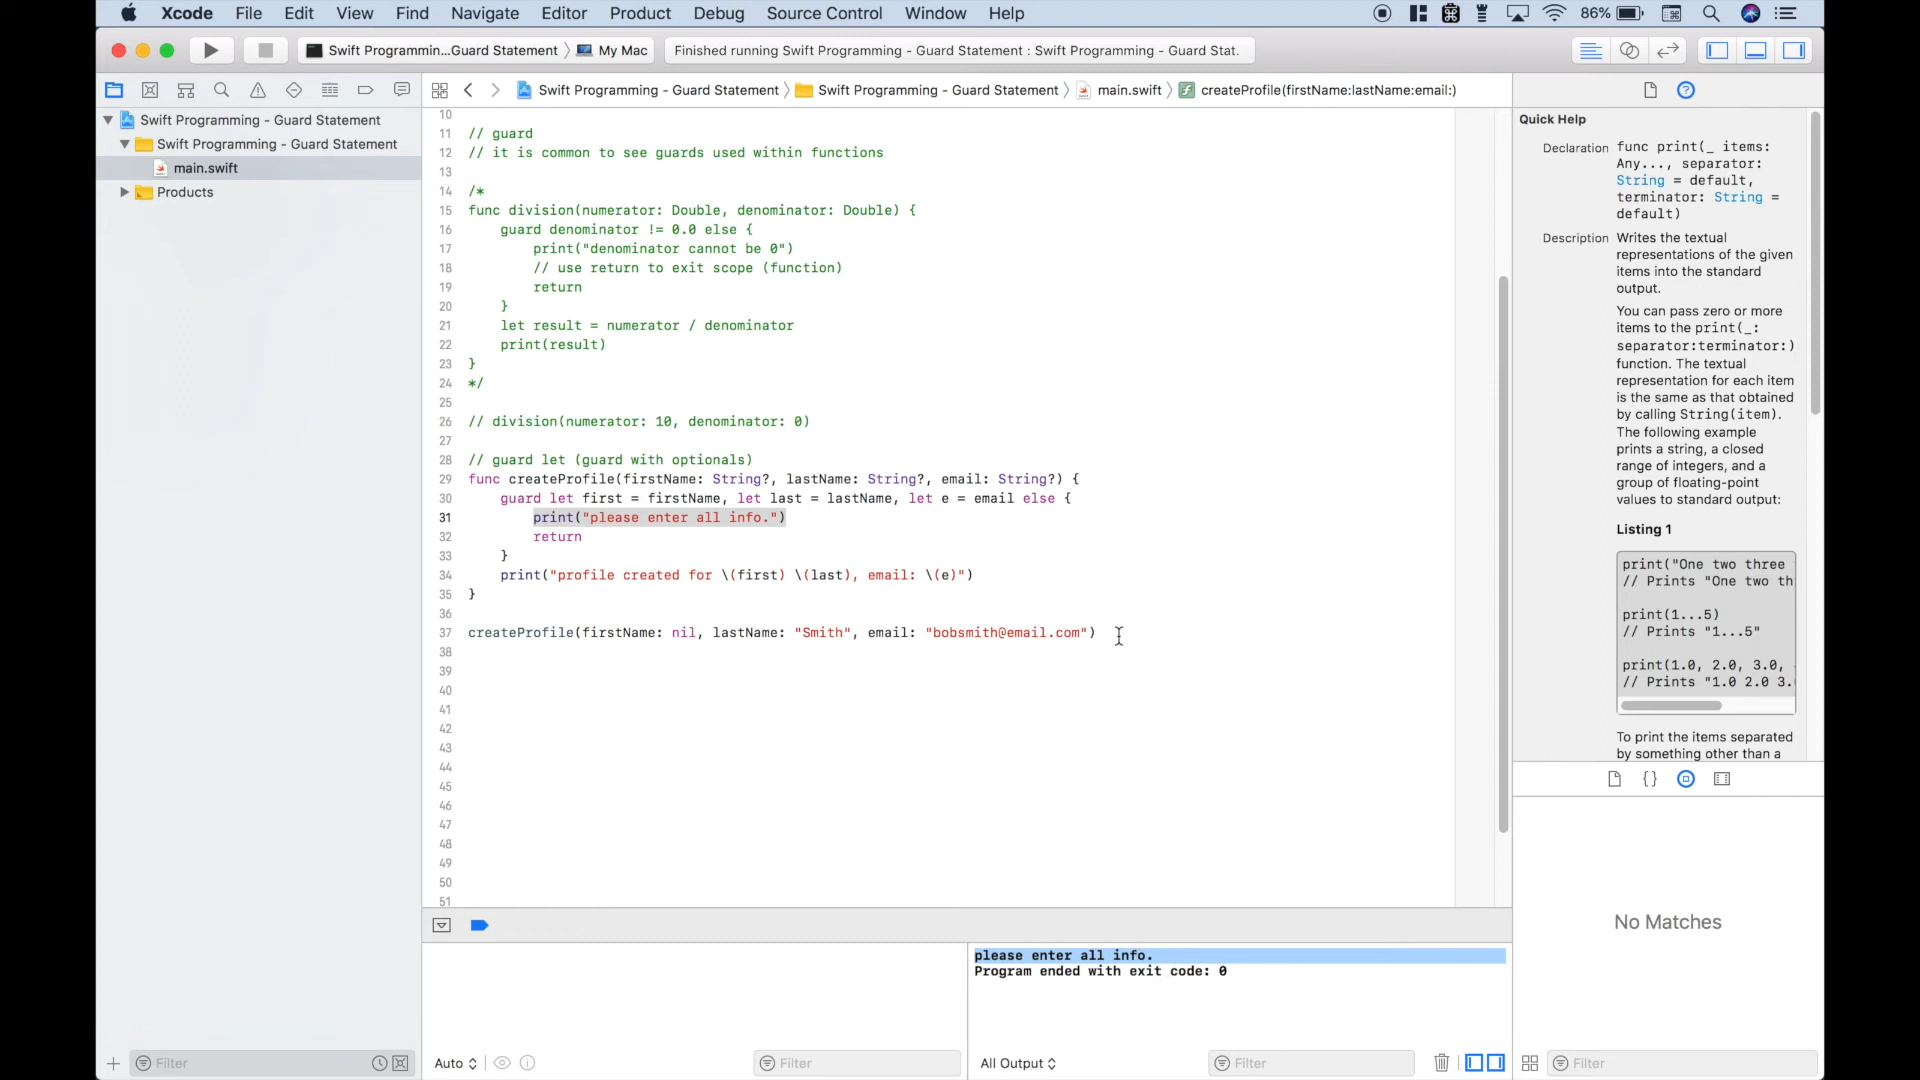 Xcode File Edit View Find Navigate Editor Product Debug Source Control Window Help 86%
Swift Programmin...Guard Statement My Mac Finished running Swift Programming - Guard Statement : Swift Programming - Guard Stat.
Swift Programming - Guard Statement main.swift createProfile(firstName:lastName:email:)
Swift Programming - Guard Statement
Swift Programming - Guard Statement
Swift Programming - Guard Statement
main.swift
Products
10
11 // guard
12 // it is common to see guards used within functions
13
14 /*
15 func division(numerator: Double, denominator: Double) {
16 guard denominator != 0.0 else {
17 print("denominator cannot be 0")
18 // use return to exit scope (function)
19 return
20 }
21 let result = numerator / denominator
22 print(result)
23 }
24 */
25
26 // division(numerator: 10, denominator: 0)
27
28 // guard let (guard with optionals)
29 func createProfile(firstName: String?, lastName: String?, email: String?) {
30 guard let first = firstName, let last = lastName, let e = email else {
31 print("please enter all info.")
32 return
33 }
34 print("profile created for \(first) \(last), email: \(e)")
35 }
36
37 createProfile(firstName: nil, lastName: "Smith", email: "bobsmith@email.com")
38
39
40
41
42
43
44
45
46
47
48
49
50
51
Quick Help
Declaration func print(_ items:
Any..., separator:
String = default,
terminator: String =
default)
Description Writes the textual
representations of the given
items into the standard
output.
You can pass zero or more
items to the print(_:
separator:terminator:)
function. The textual
representation for each item
is the same as that obtained
by calling String(item).
The following example
prints a string, a closed
range of integers, and a
group of floating-point
values to standard output:
Listing 1
print("One two three
// Prints "One two th
print(1...5)
// Prints "1...5"
print(1.0, 2.0, 3.0,
// Prints "1.0 2.0 3.
To print the items separated
by something other than a
No Matches
please enter all info.
Program ended with exit code: 0
Filter Auto Filter All Output Filter Filter